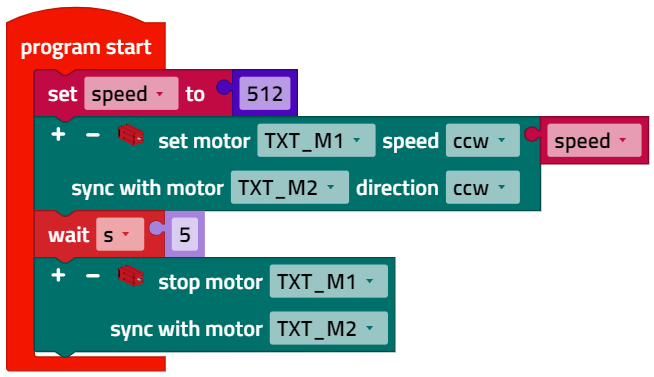 program start
set speed to 512
+ - set motor TXT_M1 speed ccw speed
sync with motor TXT_M2 direction ccw
wait s 5
+ - stop motor TXT_M1
sync with motor TXT_M2